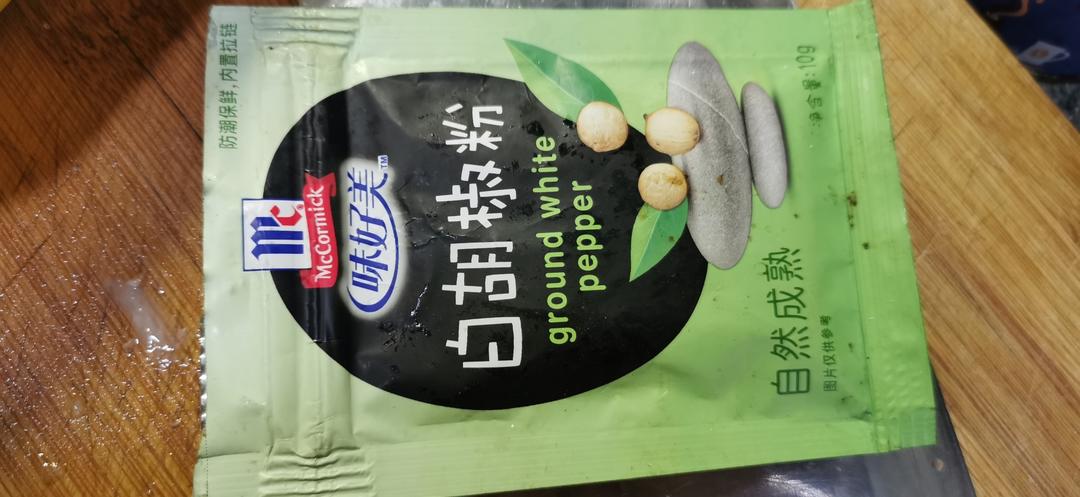 防潮保鲜,内置拉链
Mc
McCormick
味好美™
白胡椒粉
ground white
pepper
自然成熟
图片仅供参考
净含量:10g